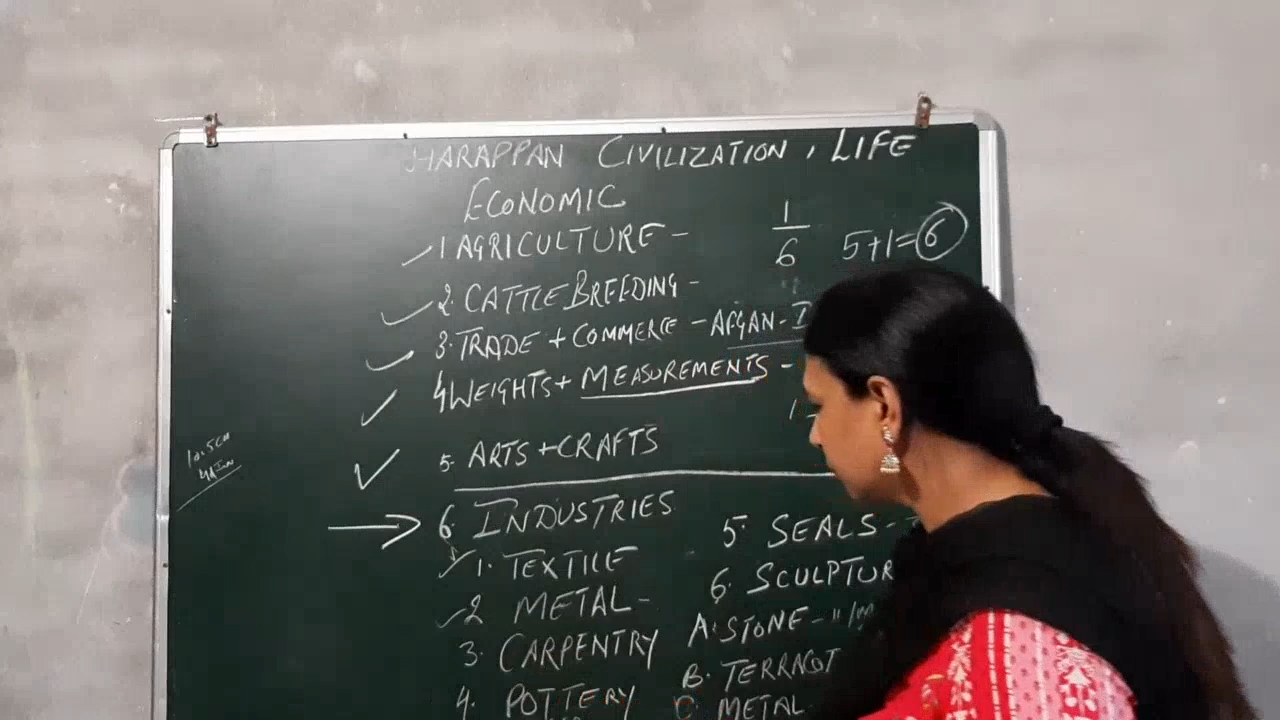 HARAPPAN CIVILIZATION, LIFE
ECONOMIC
1 AGRICULTURE -
1/6 5+1=6
2. CATTLE BREEDING -
3. TRADE + COMMERCE - AFGAN-
4 WEIGHTS + MEASUREMENTS -
5. ARTS + CRAFTS
6. INDUSTRIES
1. TEXTILE
2 METAL -
3. CARPENTRY
4. POTTERY
5. SEALS -
6. SCULPTUR
A. STONE -
B. TERRACOT
C. METAL